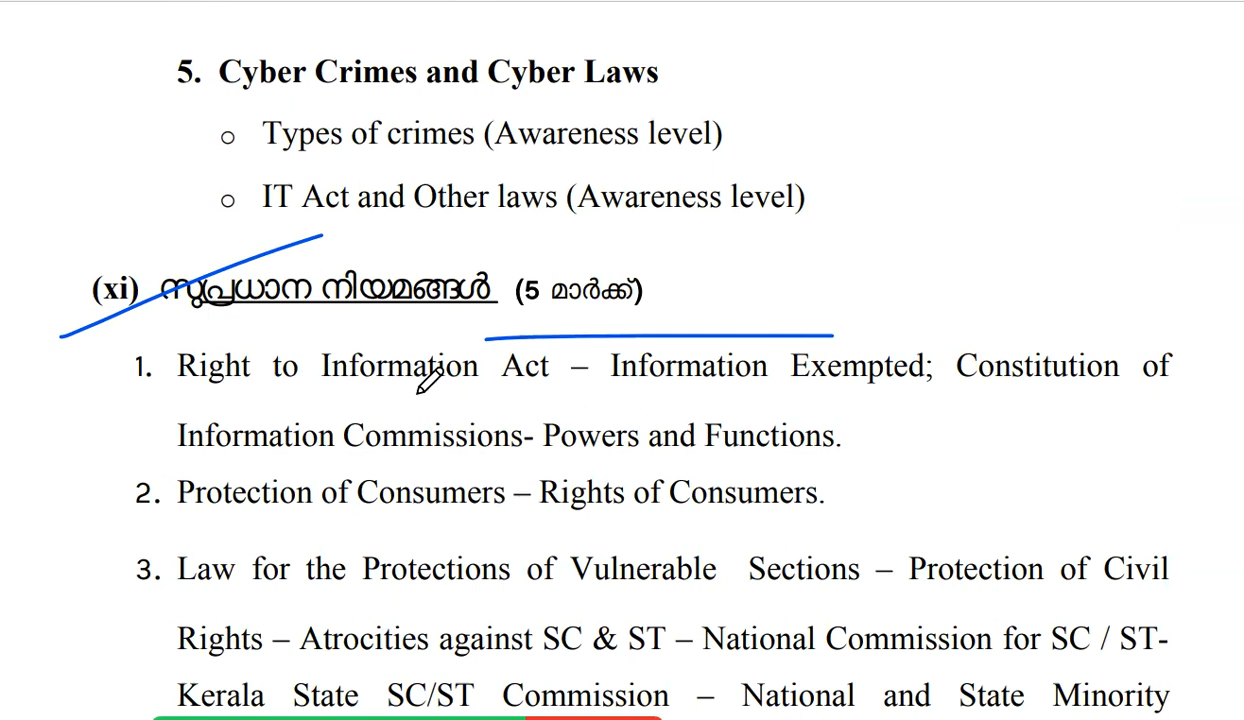 5. Cyber Crimes and Cyber Laws
o Types of crimes (Awareness level)
o IT Act and Other laws (Awareness level)
(xi) സുപ്രധാന നിയമങ്ങൾ (5 മാർക്ക്)
1. Right to Information Act – Information Exempted; Constitution of
Information Commissions- Powers and Functions.
2. Protection of Consumers – Rights of Consumers.
3. Law for the Protections of Vulnerable Sections – Protection of Civil
Rights – Atrocities against SC & ST – National Commission for SC / ST-
Kerala State SC/ST Commission – National and State Minority